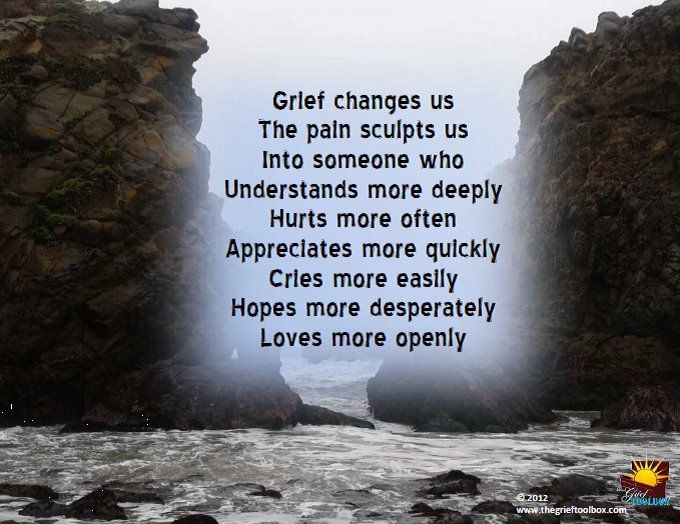 Grief changes us
The pain sculpts us
Into someone who
Understands more deeply
Hurts more often
Appreciates more quickly
Cries more easily
Hopes more desperately
Loves more openly
Grief
TOOLBOX
© 2012
www.thegrieftoolbox.com